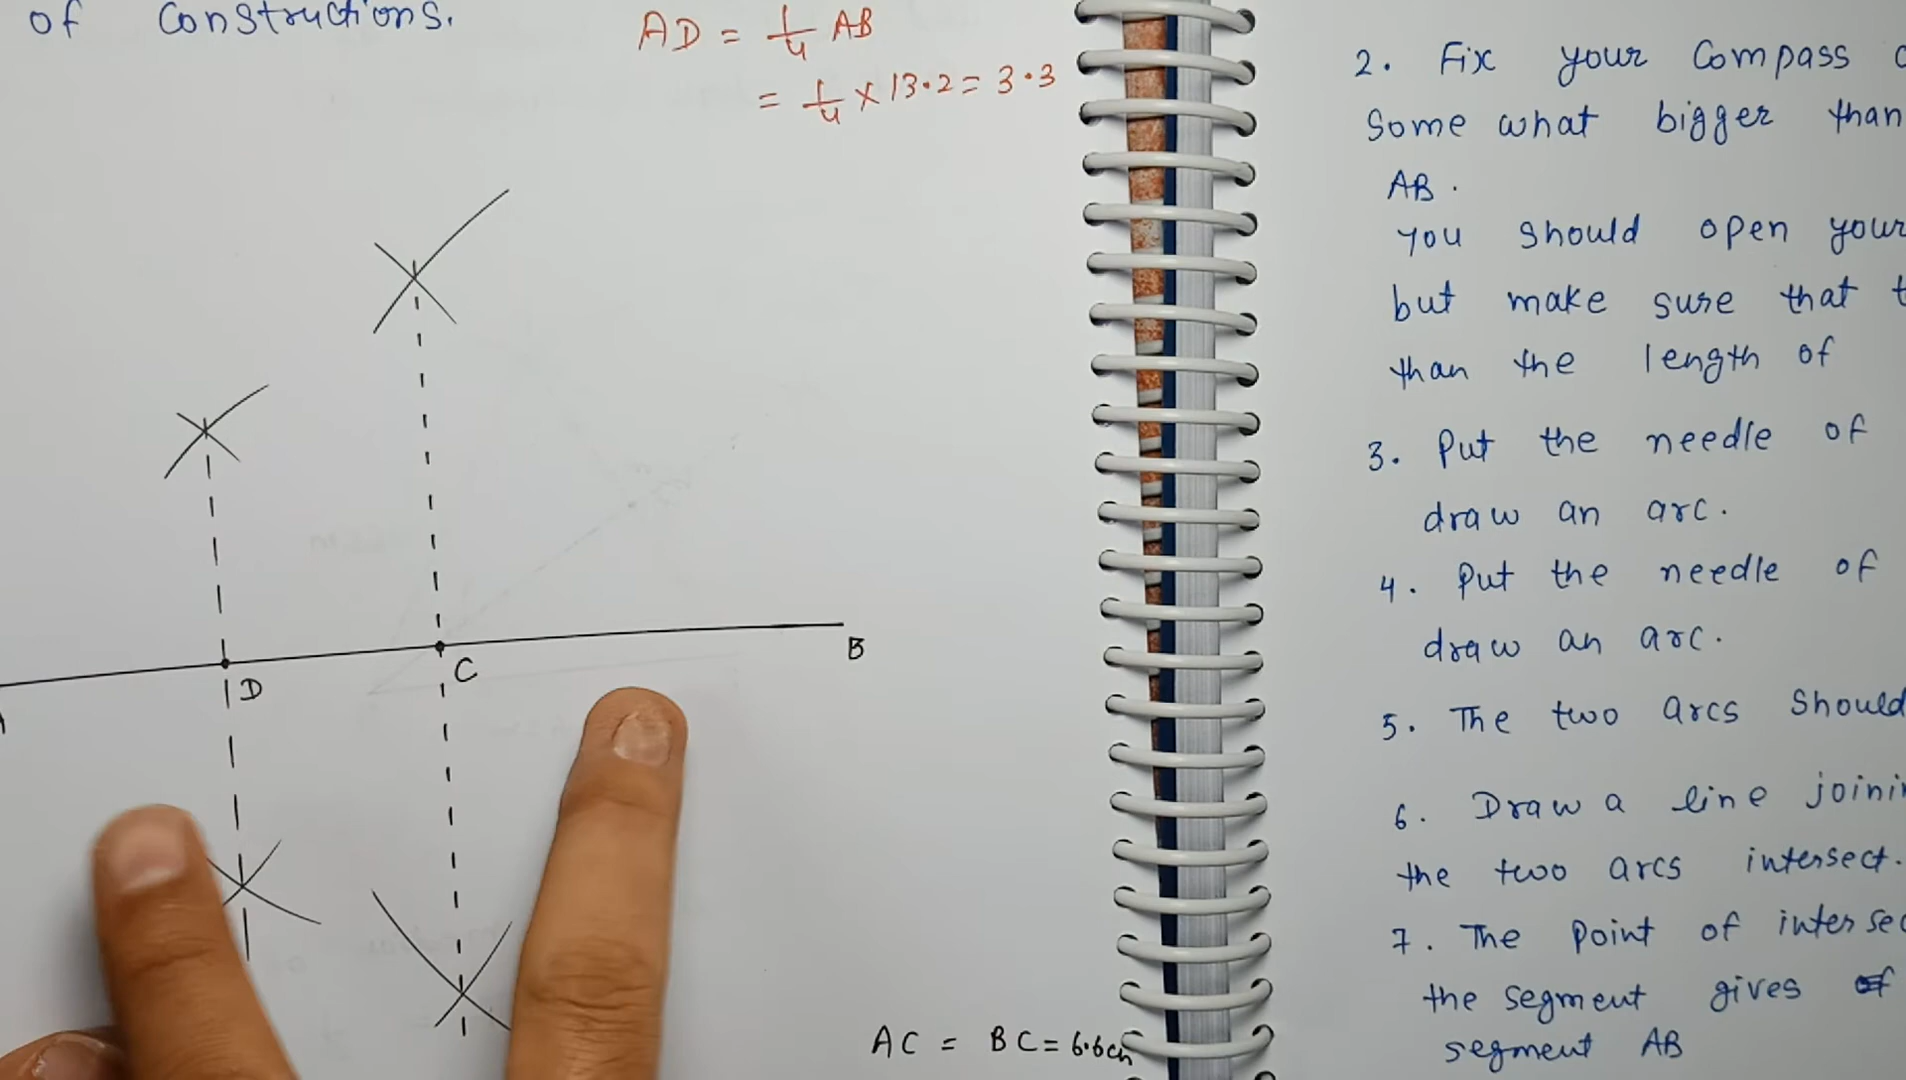 of constructions.
AD = 1/4 AB
= 1/4 × 13.2 = 3.3
D
C
B
AC = BC = 6.6cm
2. Fix your compass
Some what bigger than
AB.
You should open your
but make sure that
than the length of
3. Put the needle of
draw an arc.
4. Put the needle of
draw an arc.
5. The two arcs should
6. Draw a line
the two arcs intersect.
7. The point of
the segment gives
segment AB